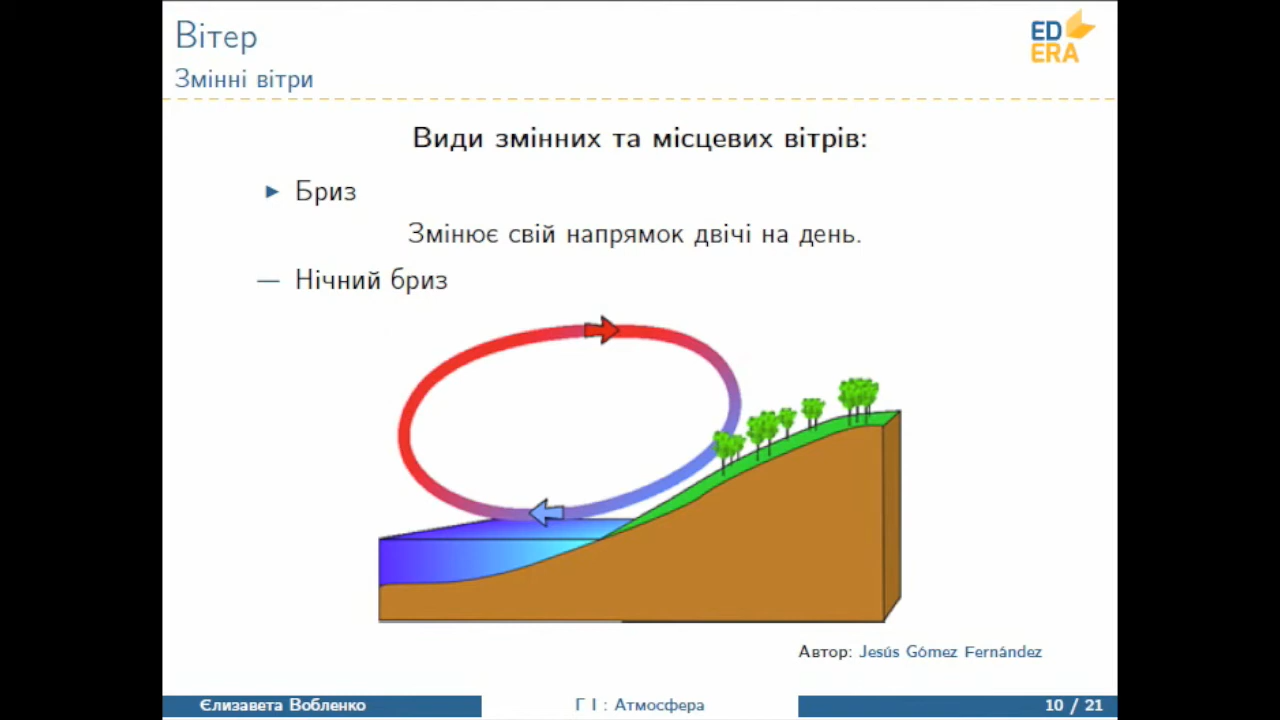 Вітер
Змінні вітри
ED
ERA
Види змінних та місцевих вітрів:
Бриз
Змінює свій напрямок двічі на день.
— Нічний бриз
Автор: Jesús Gómez Fernández
Єлизавета Вобленко
Г I : Атмосфера
10 / 21